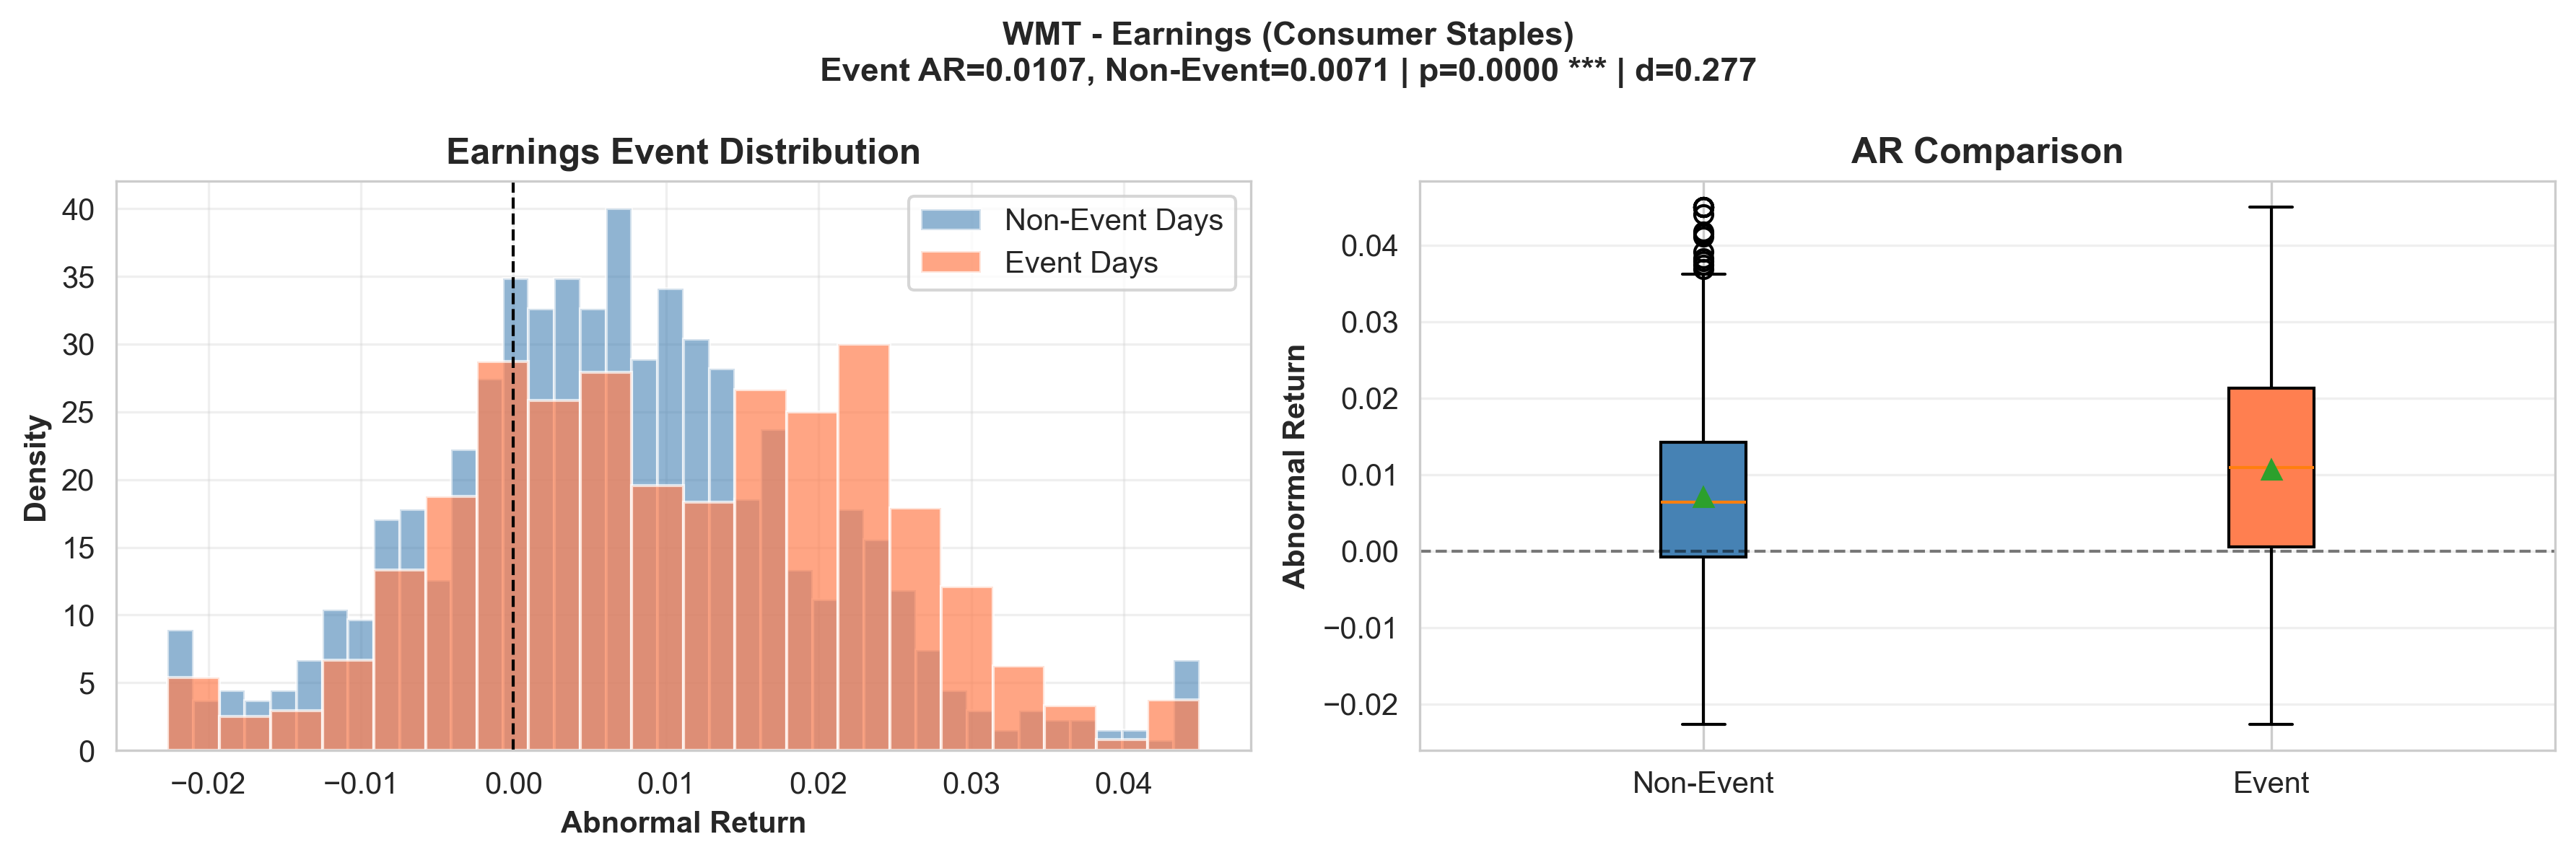 WMT - Earnings (Consumer Staples)
Event AR=0.0107, Non-Event=0.0071 | p=0.0000 *** | d=0.277
Earnings Event Distribution
Non-Event Days
Event Days
Density
40
35
30
25
20
15
10
5
0
−0.02 −0.01 0.00 0.01 0.02 0.03 0.04
Abnormal Return
AR Comparison
Abnormal Return
0.04
0.03
0.02
0.01
0.00
−0.01
−0.02
Non-Event Event